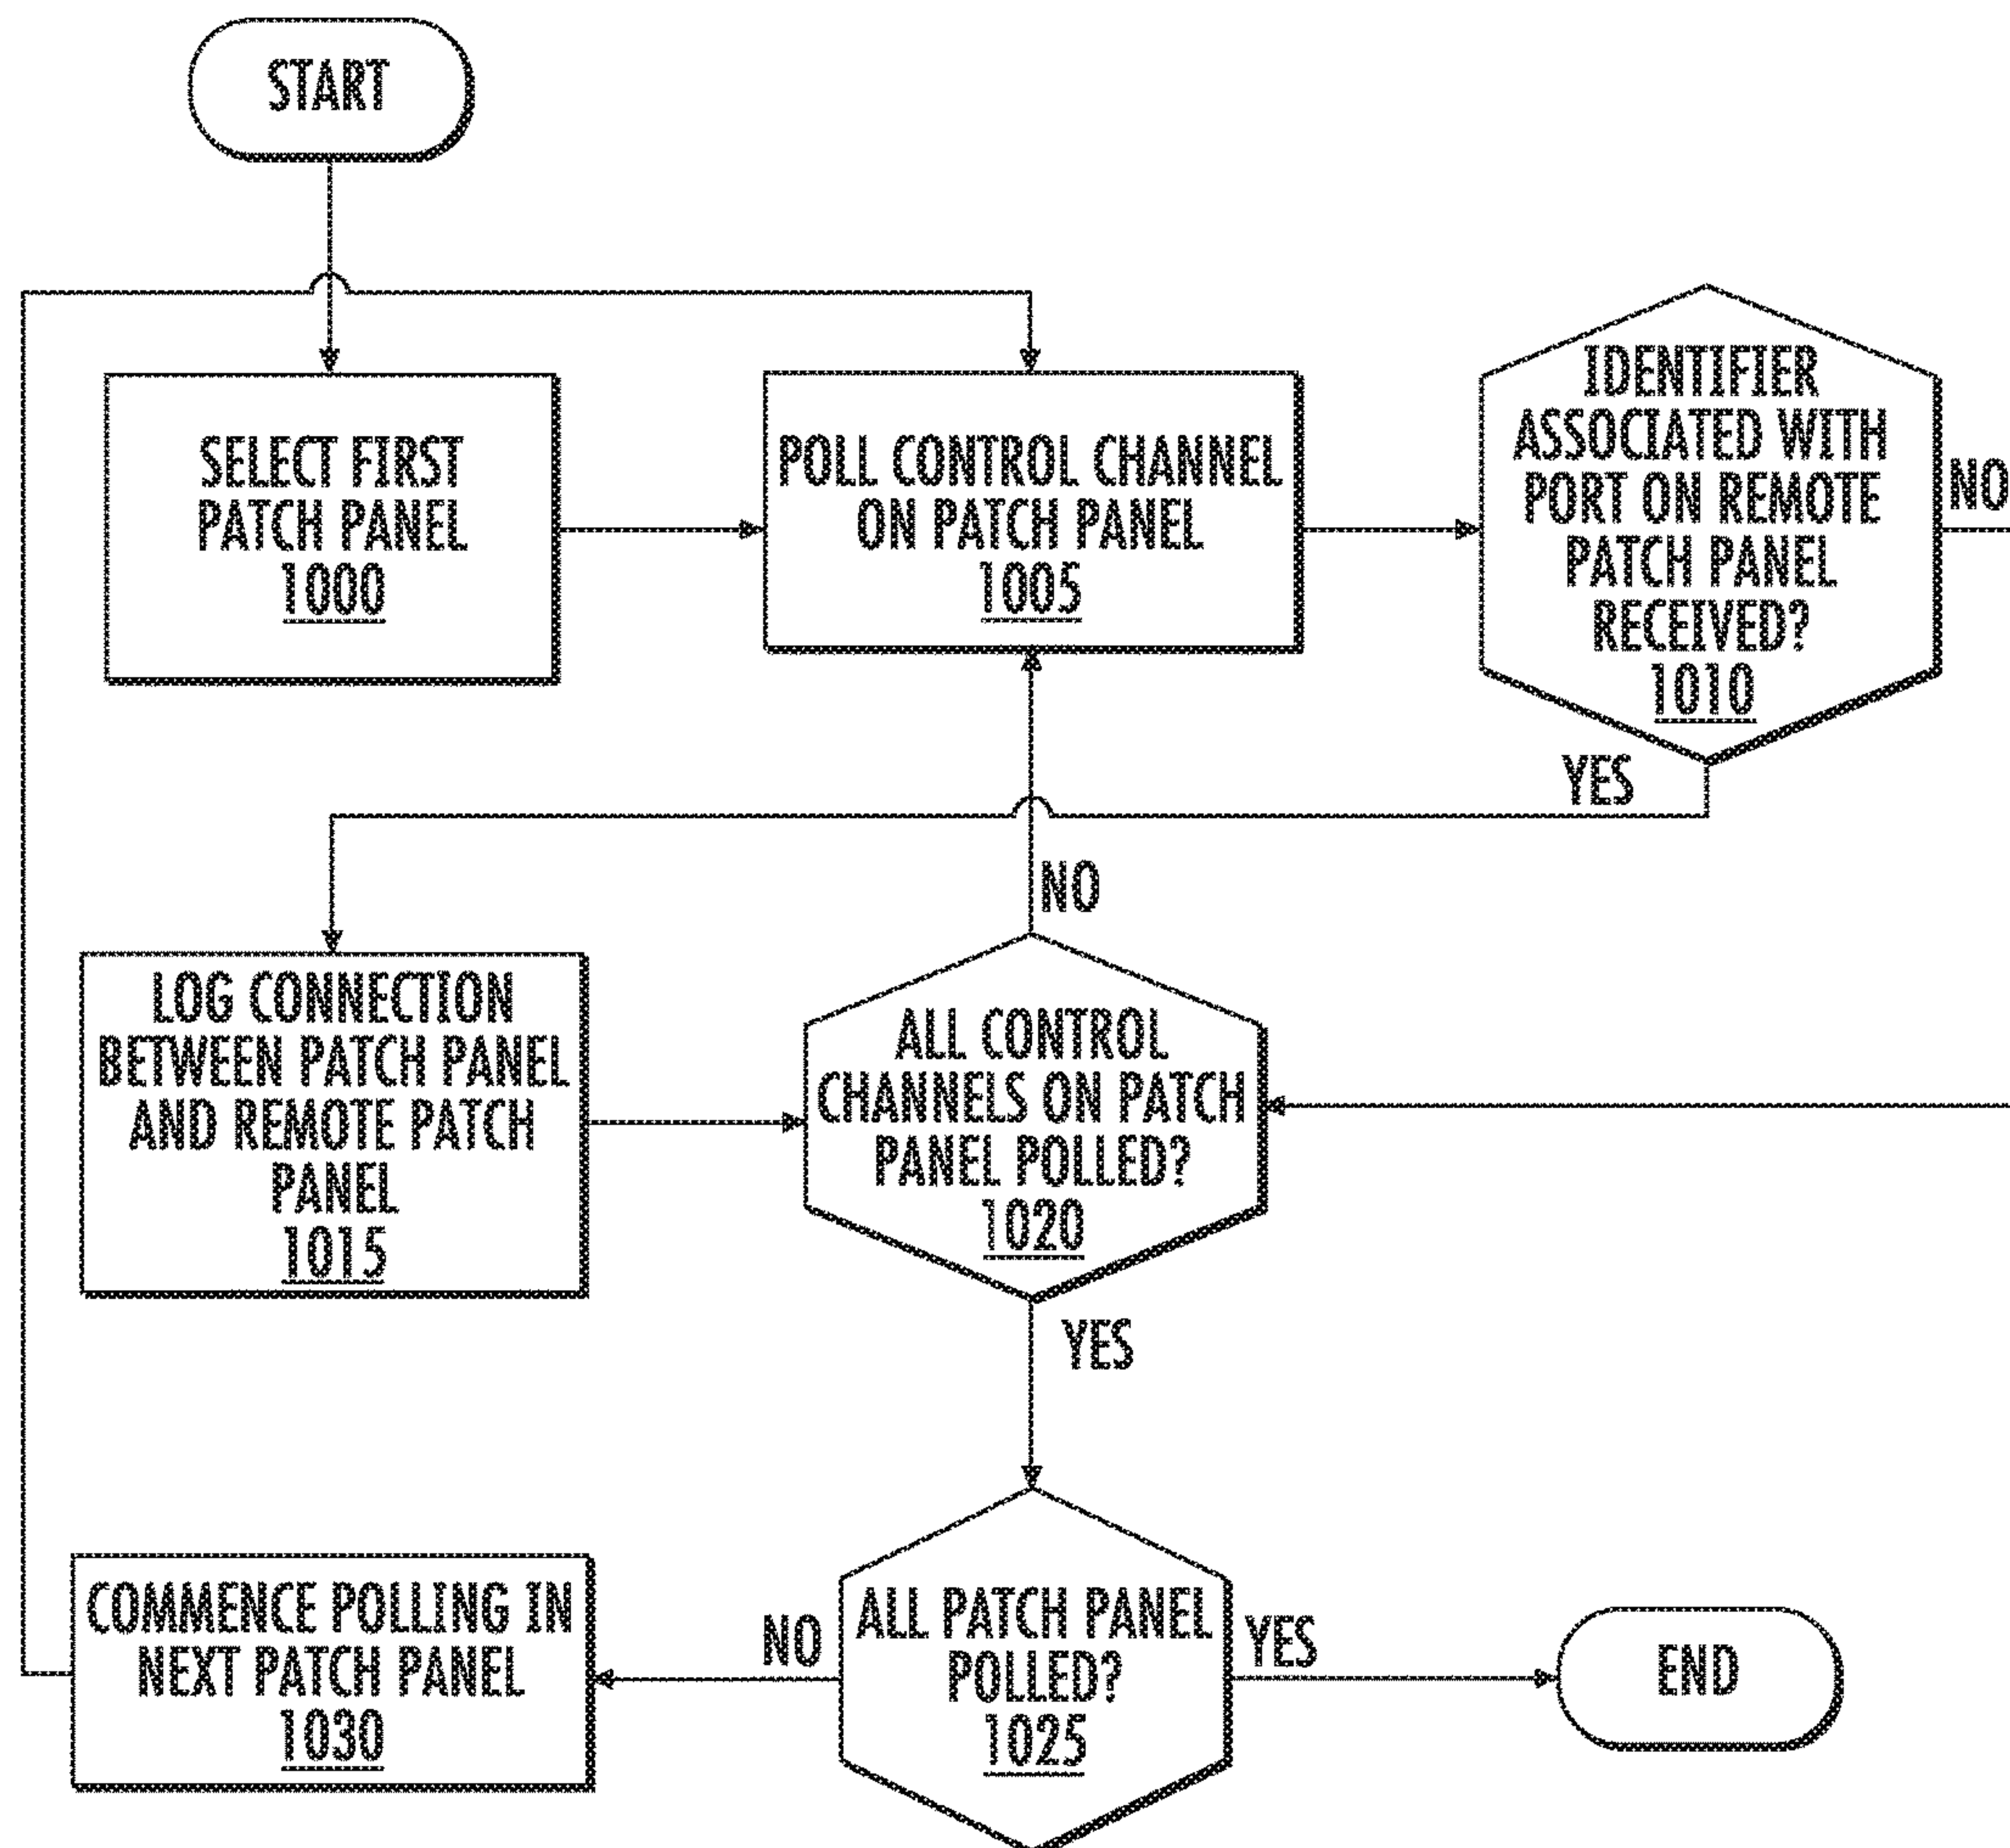 START
SELECT FIRST
PATCH PANEL
1000
POLL CONTROL CHANNEL
ON PATCH PANEL
1005
IDENTIFIER
ASSOCIATED WITH
PORT ON REMOTE
PATCH PANEL
RECEIVED?
1010
NO
YES
NO
LOG CONNECTION
BETWEEN PATCH PANEL
AND REMOTE PATCH
PANEL
1015
ALL CONTROL
CHANNELS ON PATCH
PANEL POLLED?
1020
YES
COMMENCE POLLING IN
NEXT PATCH PANEL
1030
NO
ALL PATCH PANEL
POLLED?
1025
YES
END